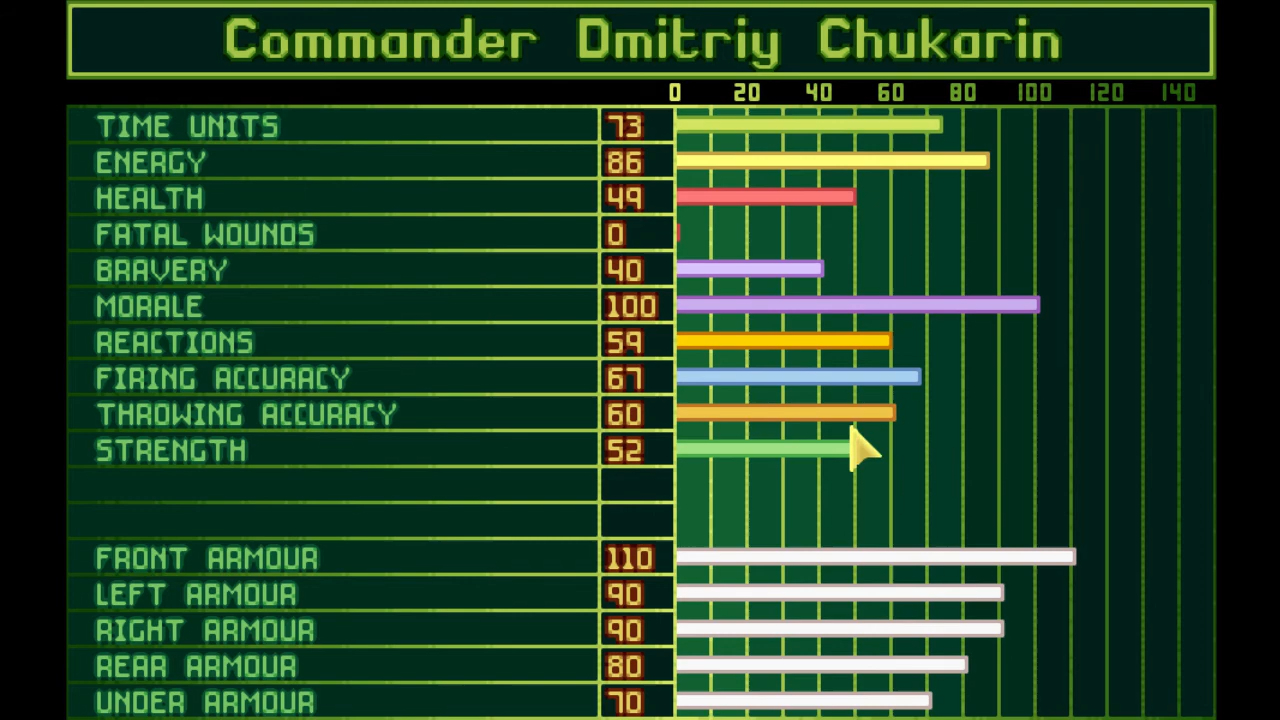 Commander Dmitriy Chukarin
0 20 40 60 80 100 120 140
TIME UNITS 73
ENERGY 86
HEALTH 49
FATAL WOUNDS 0
BRAVERY 40
MORALE 100
REACTIONS 59
FIRING ACCURACY 67
THROWING ACCURACY 60
STRENGTH 52
FRONT ARMOUR 110
LEFT ARMOUR 90
RIGHT ARMOUR 90
REAR ARMOUR 80
UNDER ARMOUR 70